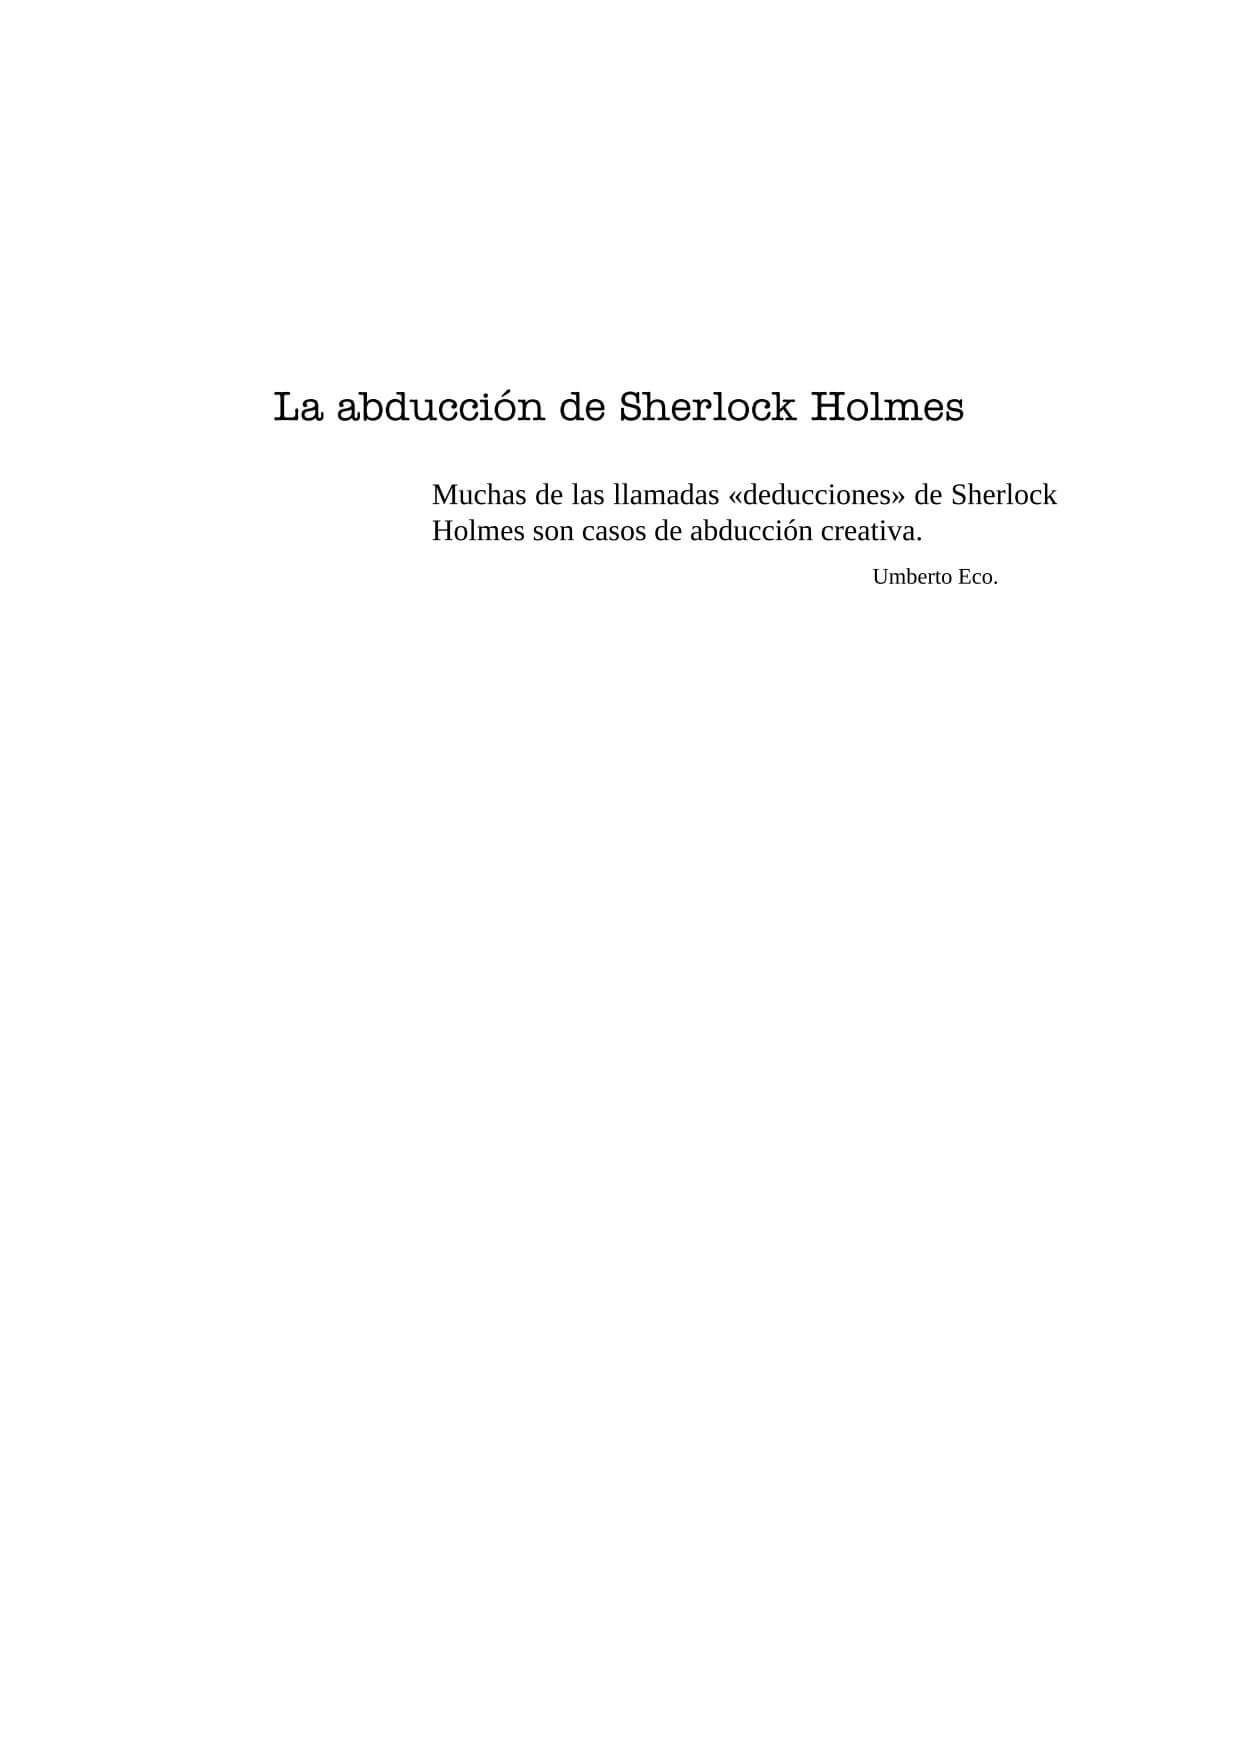 La abducción de Sherlock Holmes
Muchas de las llamadas «deducciones» de Sherlock
Holmes son casos de abducción creativa.
Umberto Eco.